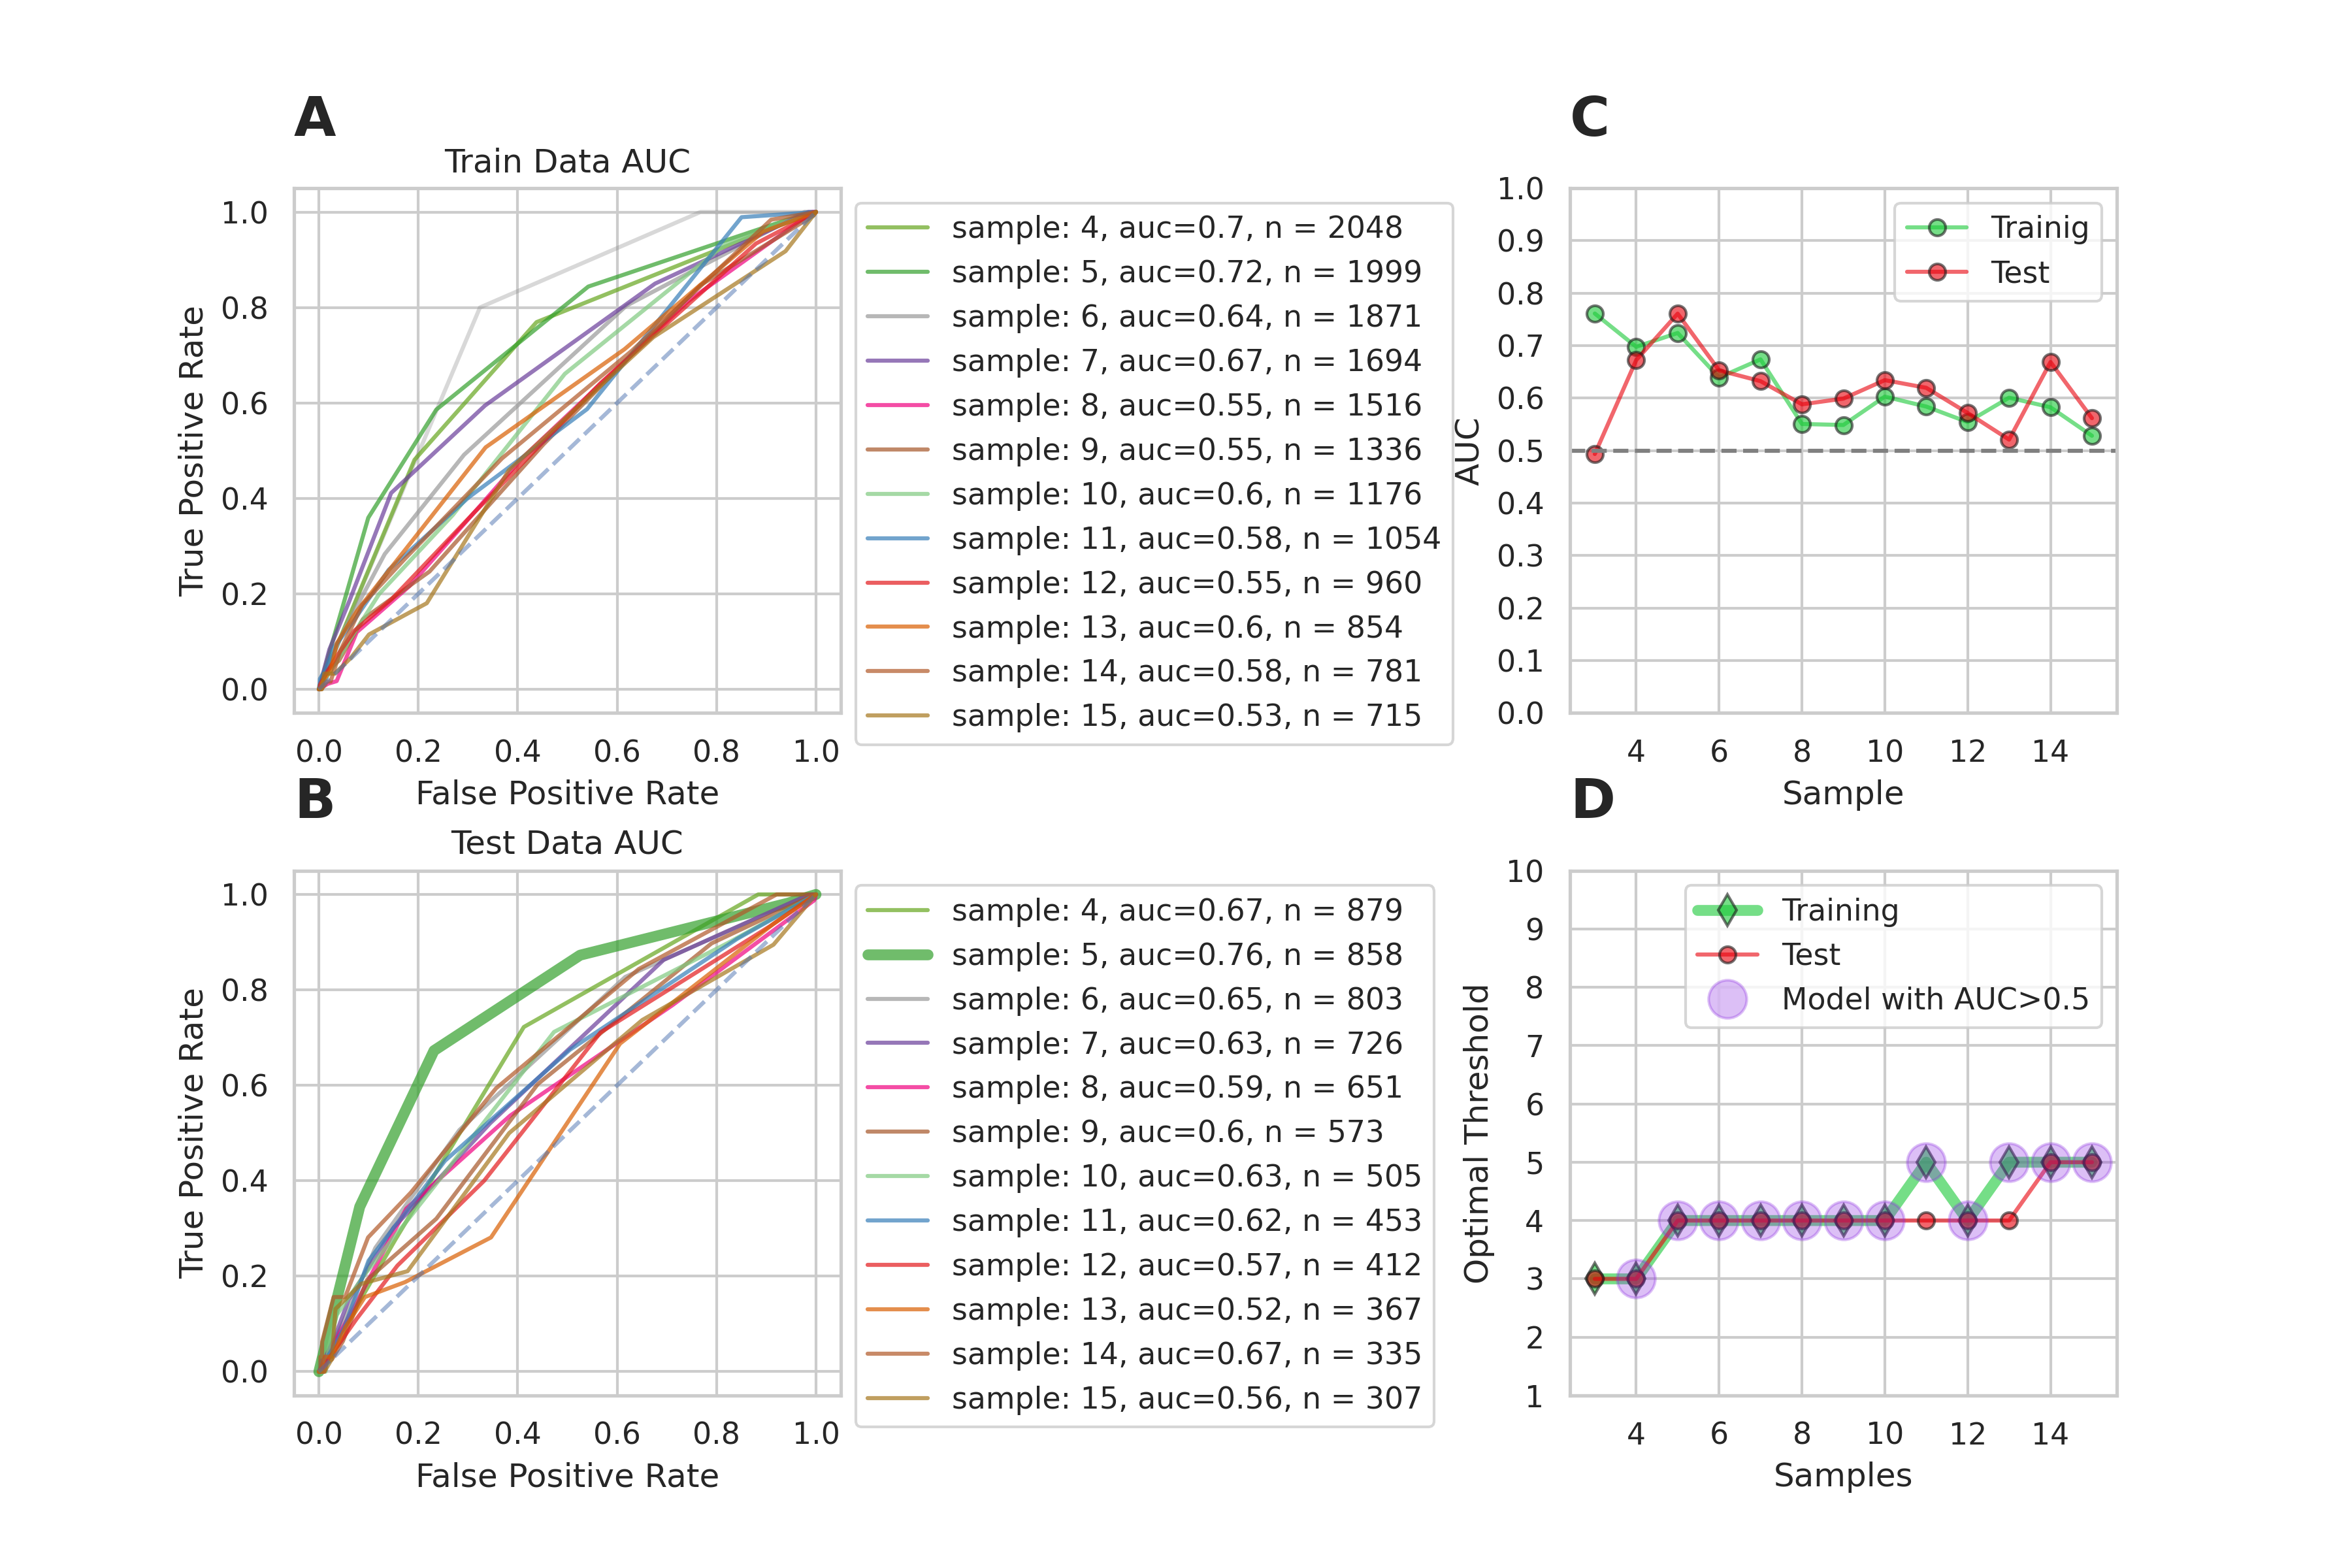 A
Train Data AUC
True Positive Rate
1.0
0.8
0.6
0.4
0.2
0.0
0.0 0.2 0.4 0.6 0.8 1.0
False Positive Rate
sample: 4, auc=0.7, n = 2048
sample: 5, auc=0.72, n = 1999
sample: 6, auc=0.64, n = 1871
sample: 7, auc=0.67, n = 1694
sample: 8, auc=0.55, n = 1516
sample: 9, auc=0.55, n = 1336
sample: 10, auc=0.6, n = 1176
sample: 11, auc=0.58, n = 1054
sample: 12, auc=0.55, n = 960
sample: 13, auc=0.6, n = 854
sample: 14, auc=0.58, n = 781
sample: 15, auc=0.53, n = 715
C
AUC
1.0
0.9
0.8
0.7
0.6
0.5
0.4
0.3
0.2
0.1
0.0
Trainig
Test
4 6 8 10 12 14
Sample
B
Test Data AUC
True Positive Rate
1.0
0.8
0.6
0.4
0.2
0.0
0.0 0.2 0.4 0.6 0.8 1.0
False Positive Rate
sample: 4, auc=0.67, n = 879
sample: 5, auc=0.76, n = 858
sample: 6, auc=0.65, n = 803
sample: 7, auc=0.63, n = 726
sample: 8, auc=0.59, n = 651
sample: 9, auc=0.6, n = 573
sample: 10, auc=0.63, n = 505
sample: 11, auc=0.62, n = 453
sample: 12, auc=0.57, n = 412
sample: 13, auc=0.52, n = 367
sample: 14, auc=0.67, n = 335
sample: 15, auc=0.56, n = 307
D
Optimal Threshold
10
9
8
7
6
5
4
3
2
1
Training
Test
Model with AUC>0.5
4 6 8 10 12 14
Samples